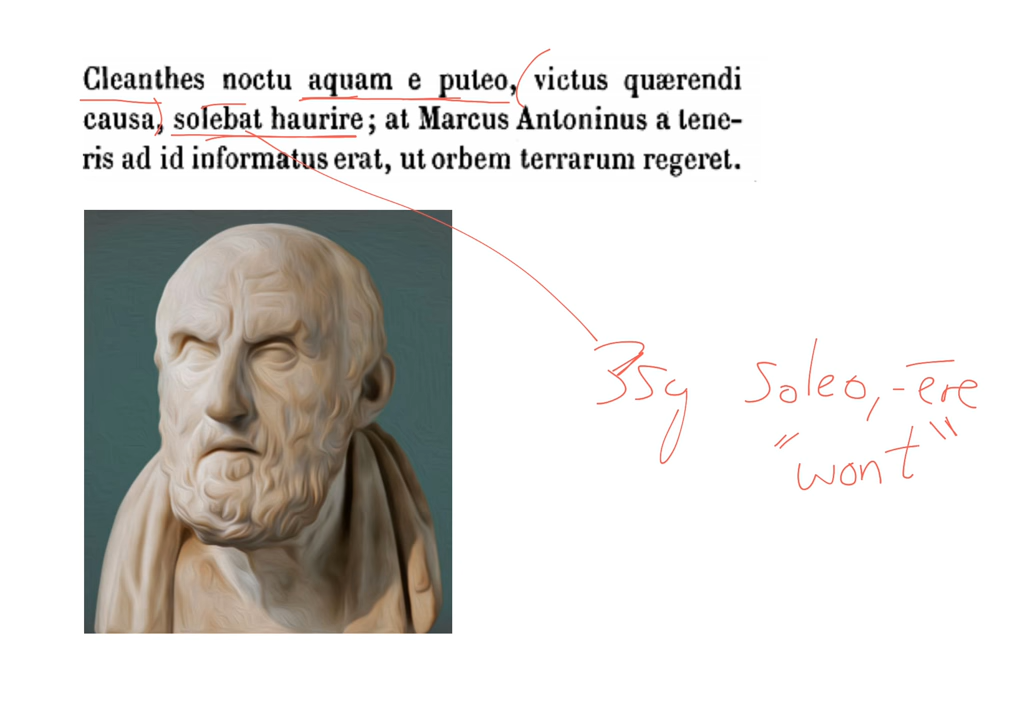 Cleanthes noctu aquam e puteo, victus quærendi
causa, solebat haurire; at Marcus Antoninus a tene-
ris ad id informatus erat, ut orbem terrarum regeret.
3sg soleo, -ēre
"wont"